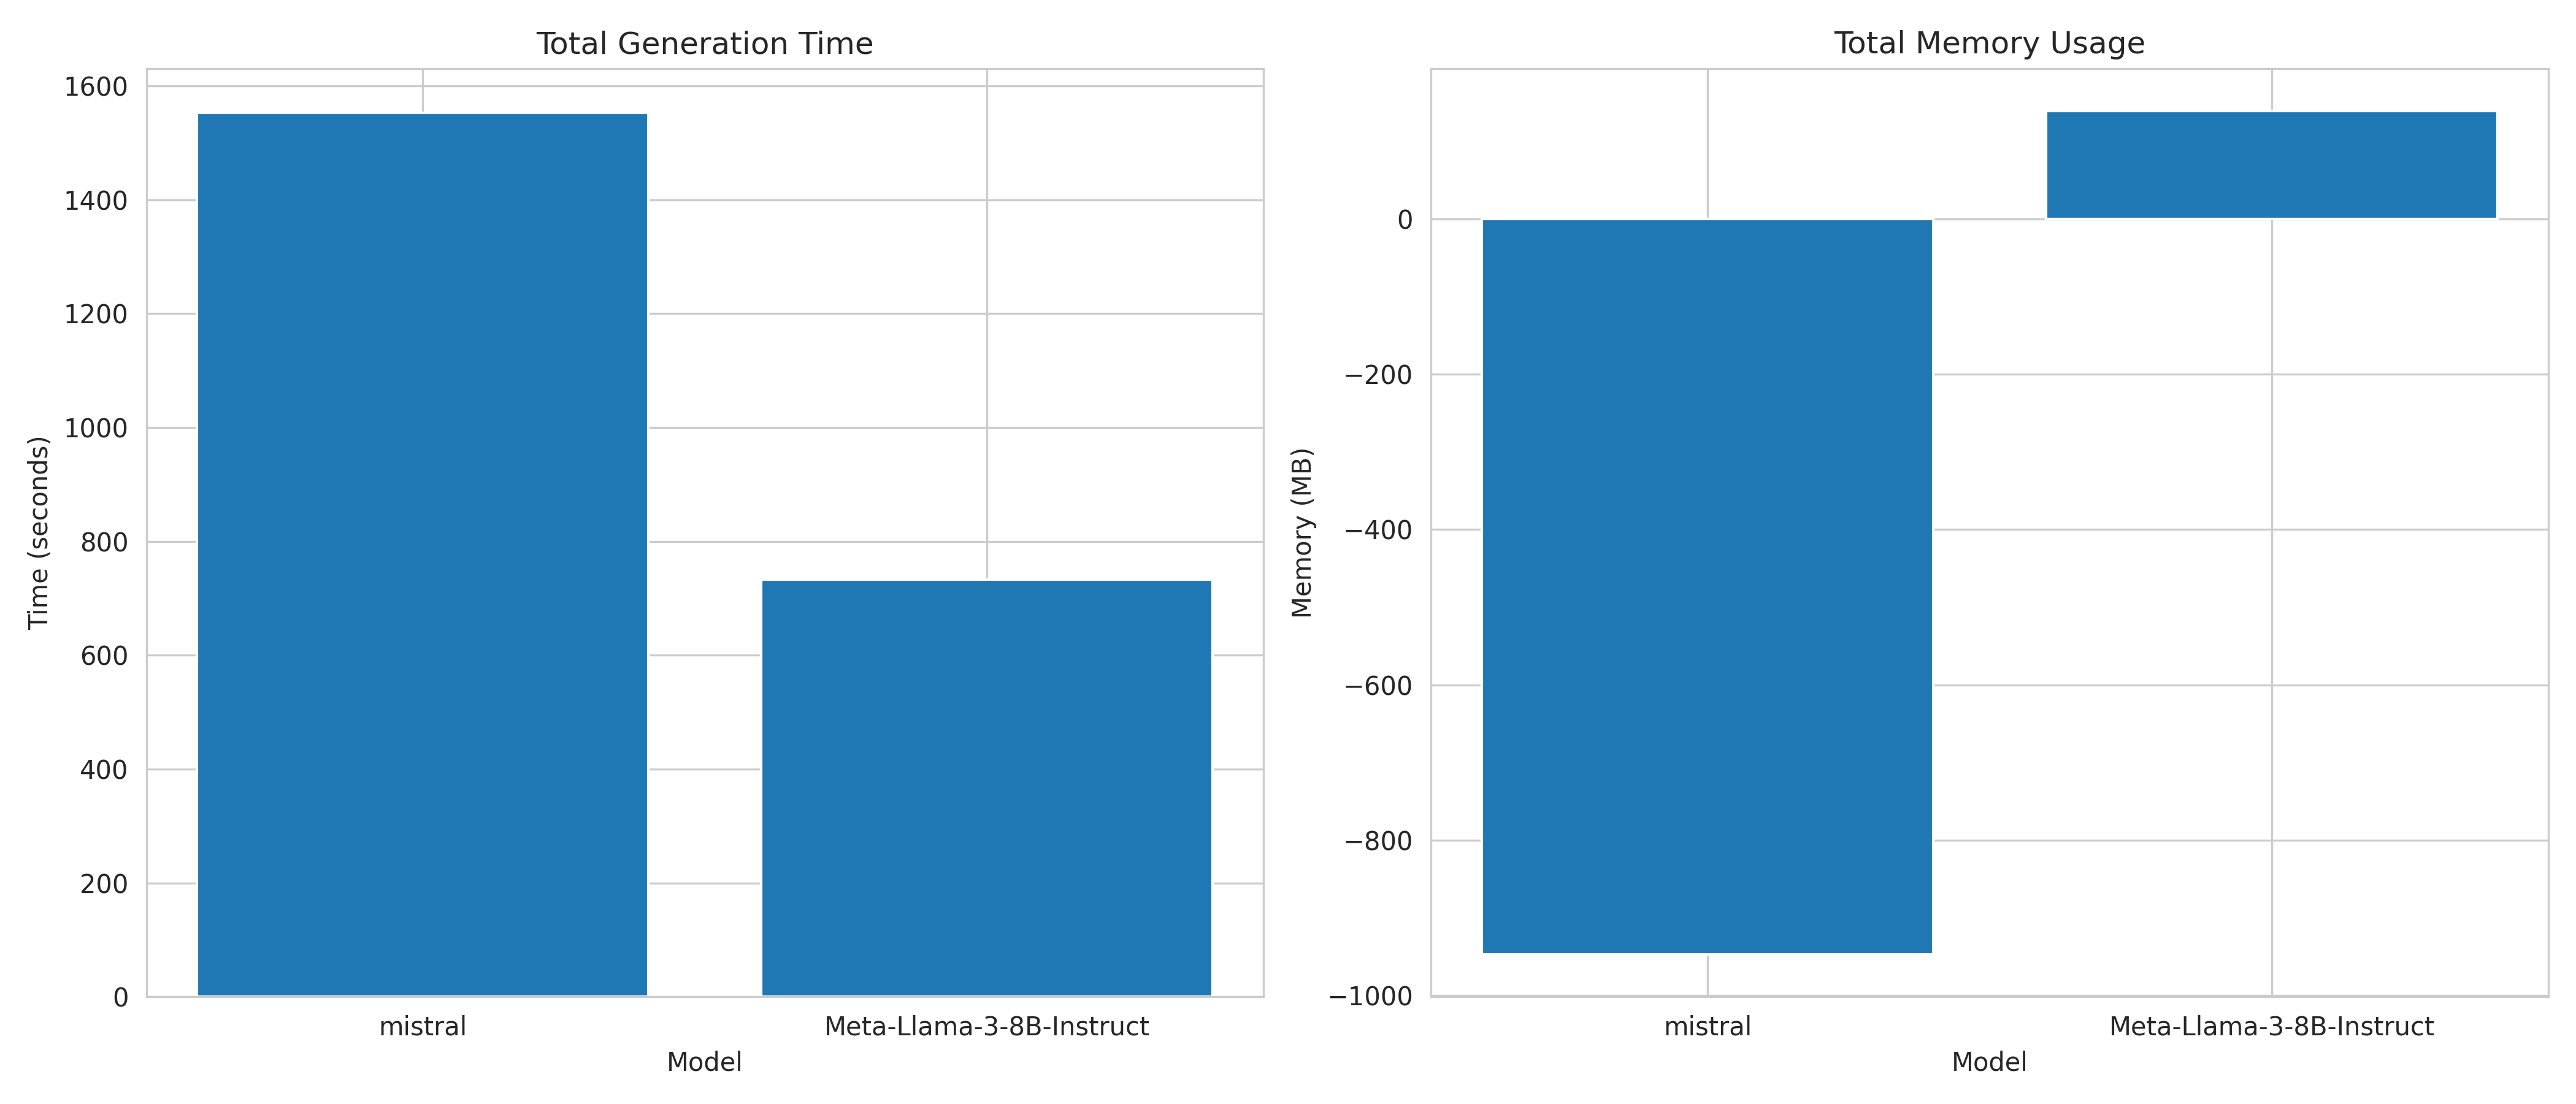 Total Generation Time
1600
1400
1200
1000
800
600
400
200
0
Time (seconds)
mistral
Meta-Llama-3-8B-Instruct
Model
Total Memory Usage
0
−200
−400
−600
−800
−1000
Memory (MB)
mistral
Meta-Llama-3-8B-Instruct
Model